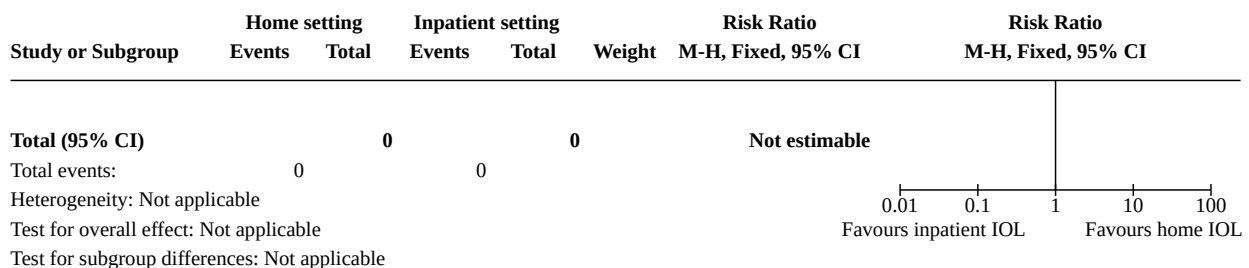 Home setting Inpatient setting Risk Ratio Risk Ratio
Study or Subgroup Events Total Events Total Weight M-H, Fixed, 95% CI M-H, Fixed, 95% CI
Total (95% CI) 0 0 Not estimable
Total events: 0 0
Heterogeneity: Not applicable
0.01 0.1 1 10 100
Test for overall effect: Not applicable Favours inpatient IOL Favours home IOL
Test for subgroup differences: Not applicable